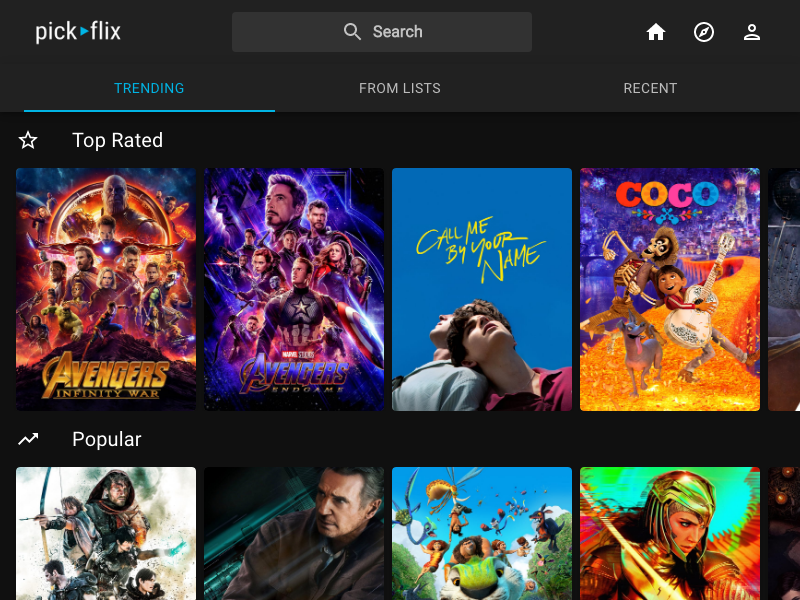 pick flix
Search
TRENDING
FROM LISTS
RECENT
Top Rated
AVENGERS
INFINITY WAR
MARVEL STUDIOS
AVENGERS
ENDGAME
CALL ME
BY YOUR
NAME
COCO
Popular